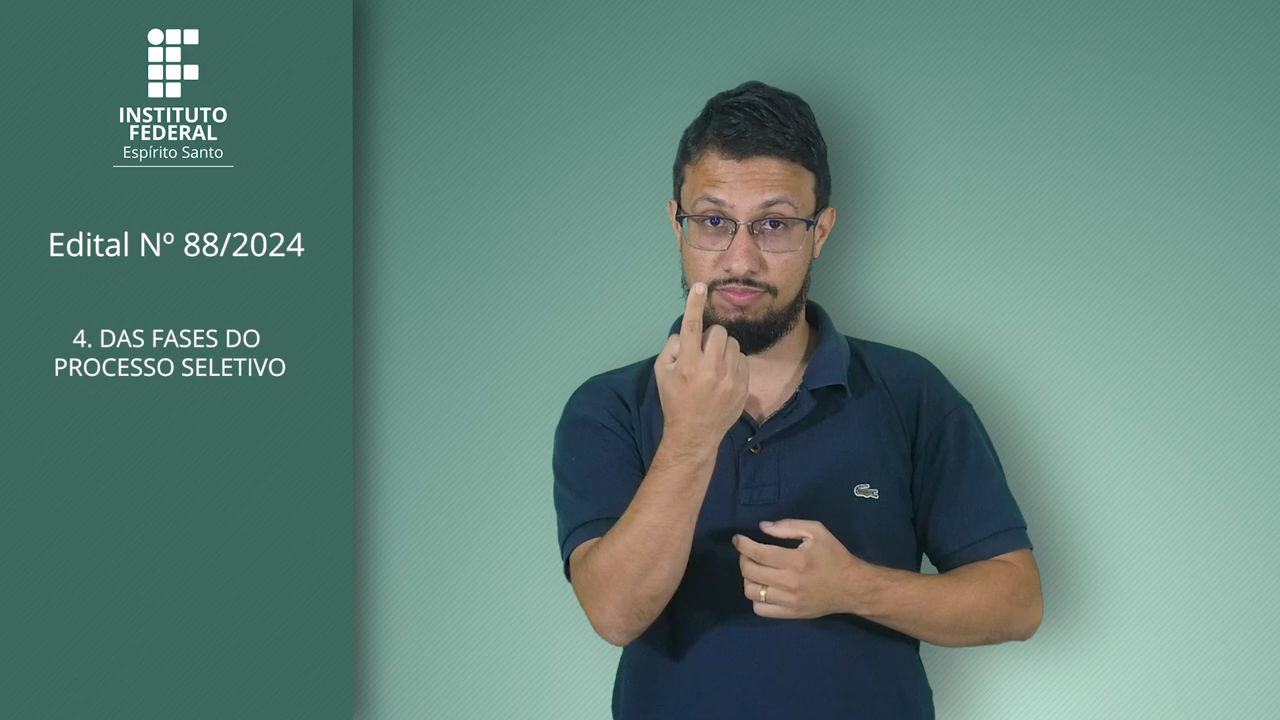 INSTITUTO
FEDERAL
Espírito Santo
Edital Nº 88/2024
4. DAS FASES DO
PROCESSO SELETIVO